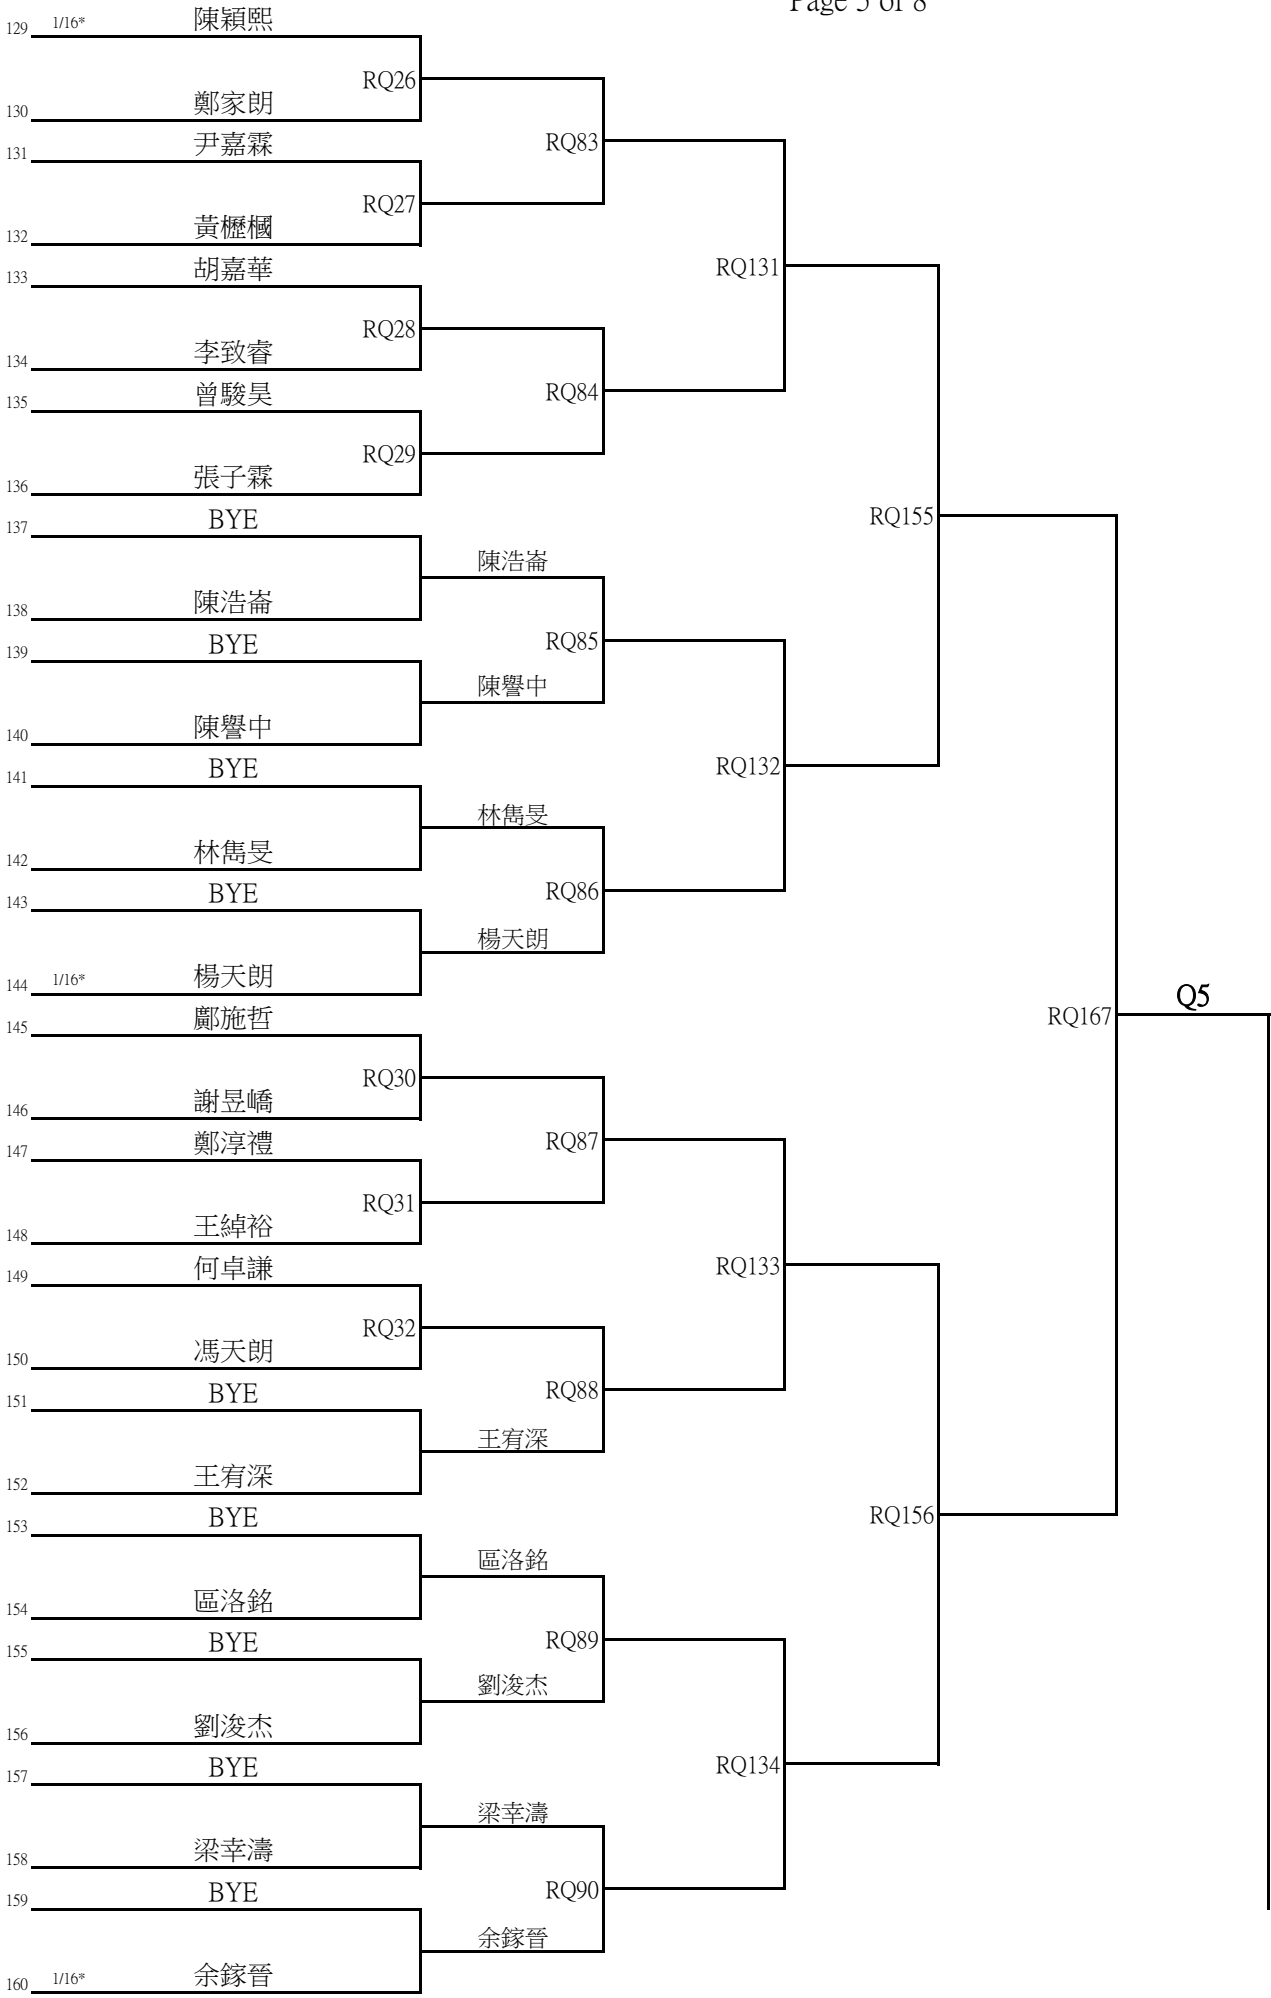 Page 5 of 8
129 1/16* 陳穎熙
RQ26
130 鄭家朗
RQ83
131 尹嘉霖
RQ27
132 黃櫪槶
RQ131
133 胡嘉華
RQ28
134 李致睿
RQ84
135 曾駿昊
RQ29
136 張子霖
RQ155
137 BYE
陳浩崙
138 陳浩崙
RQ85
139 BYE
陳譽中
140 陳譽中
RQ132
141 BYE
林雋旻
142 林雋旻
RQ86
143 BYE
楊天朗
144 1/16* 楊天朗
RQ167 Q5
145 鄺施哲
RQ30
146 謝昱嶠
RQ87
147 鄭淳禮
RQ31
148 王綽裕
RQ133
149 何卓謙
RQ32
150 馮天朗
RQ88
151 BYE
王宥深
152 王宥深
RQ156
153 BYE
區洛銘
154 區洛銘
RQ89
155 BYE
劉浚杰
156 劉浚杰
RQ134
157 BYE
梁幸濤
158 梁幸濤
RQ90
159 BYE
余鎵晉
160 1/16* 余鎵晉